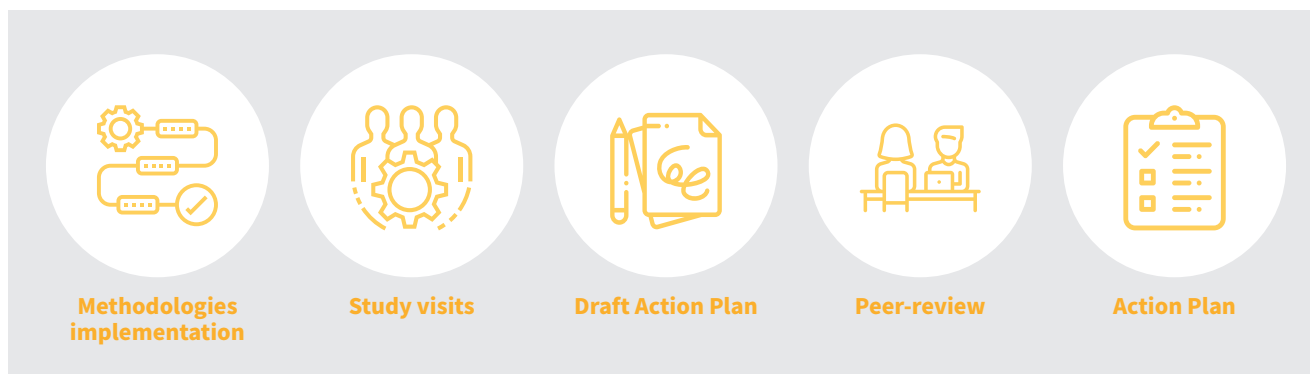 Methodologies
implementation
Study visits
Draft Action Plan
Peer-review
Action Plan